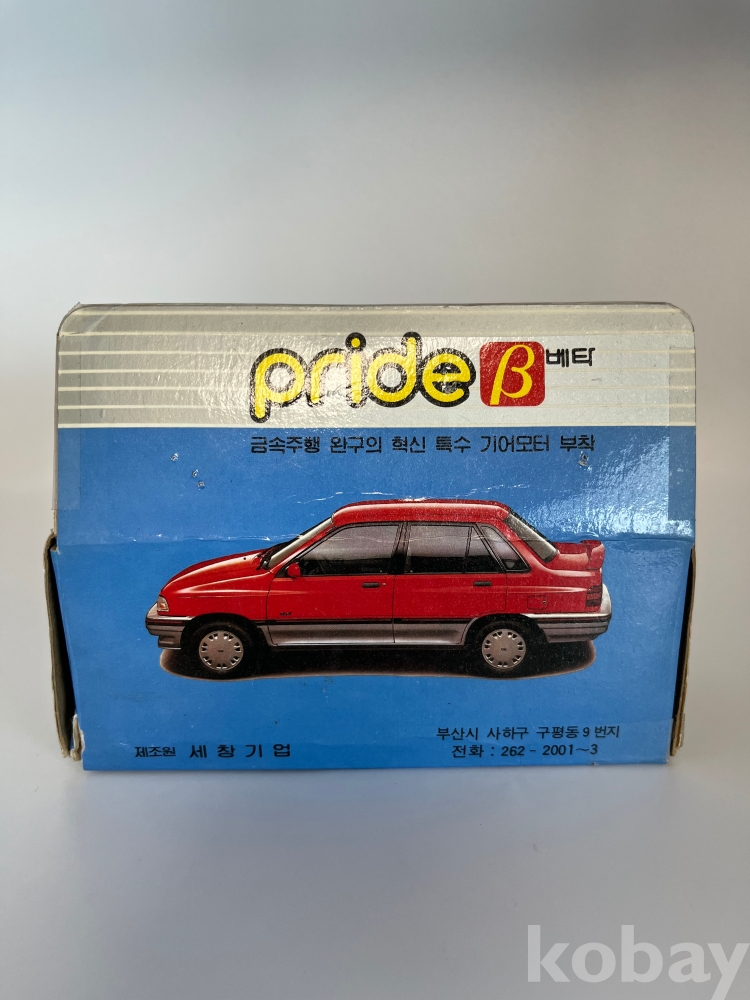 pride β 베타
금속주행 완구의 혁신 특수 기어모터 부착
제조원 세창기업
부산시 사하구 구평동 9 번지
전화 : 262 - 2001~3
kobay